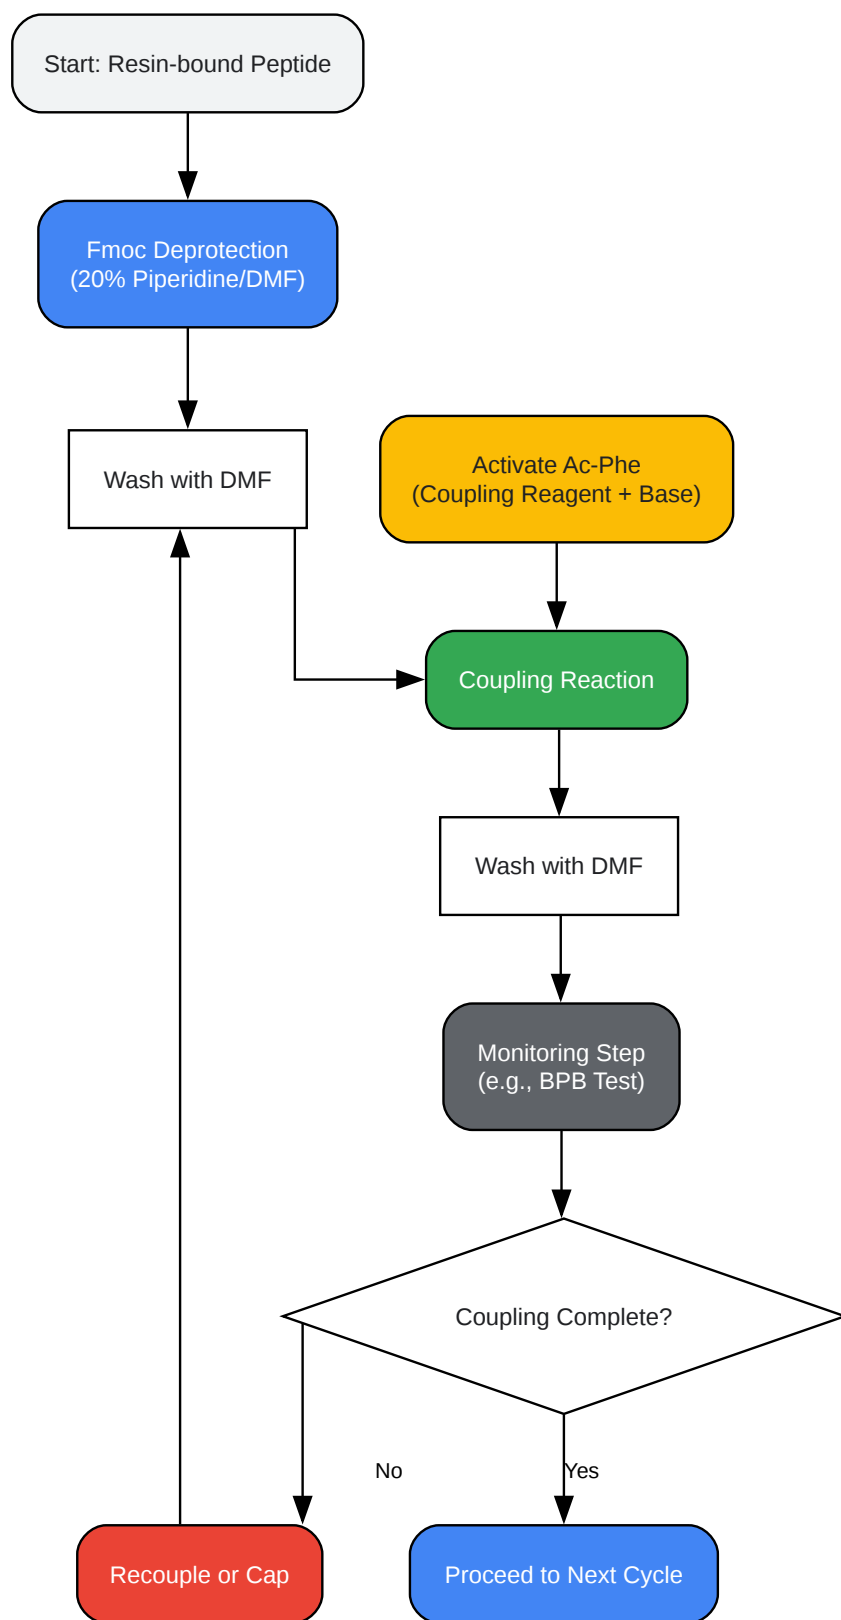 Start: Resin-bound Peptide
Fmoc Deprotection
(20% Piperidine/DMF)
Wash with DMF
Activate Ac-Phe
(Coupling Reagent + Base)
Coupling Reaction
Wash with DMF
Monitoring Step
(e.g., BPB Test)
Coupling Complete?
No
Yes
Recouple or Cap
Proceed to Next Cycle